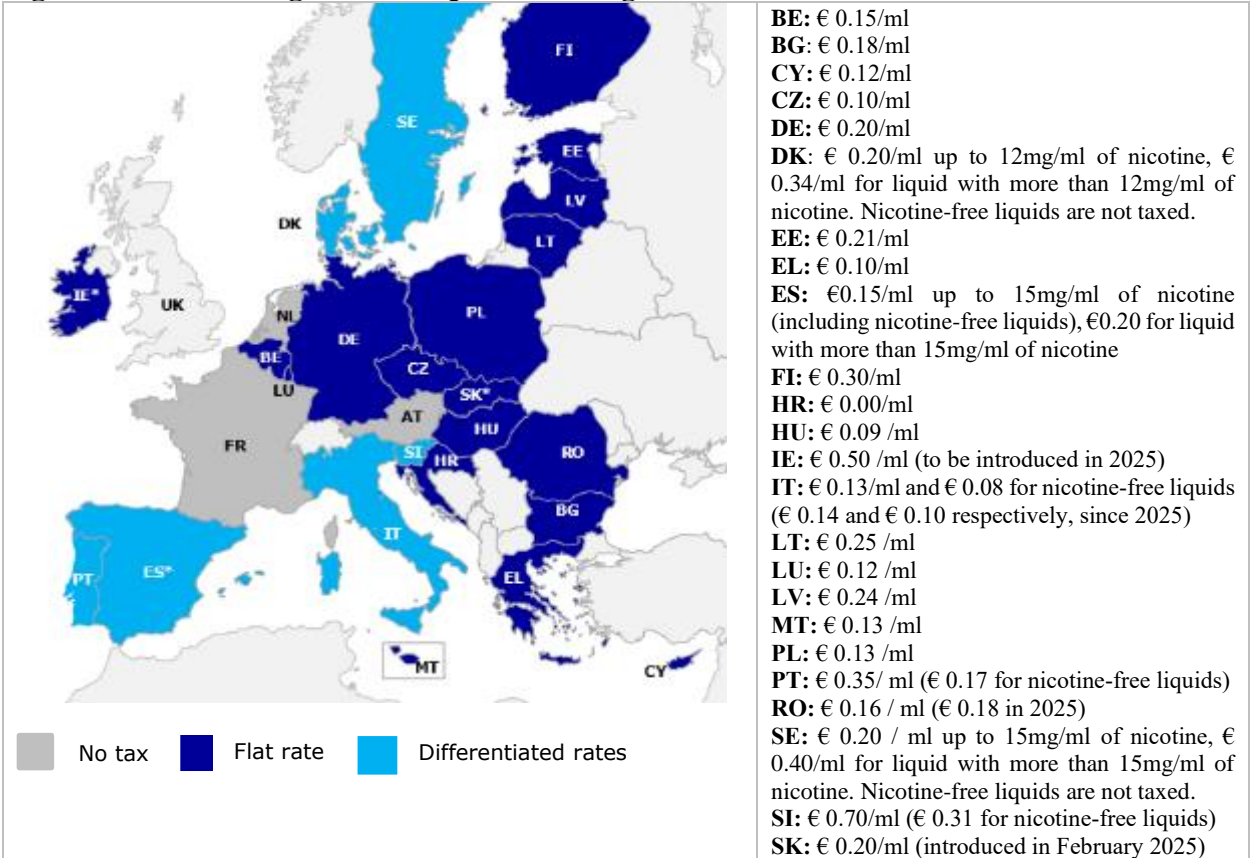 FI
SE
EE
LV
DK
LT
IE*
UK
NL
PL
DE
BE
CZ
LU
SK*
AT
HU
FR
SI
HR
RO
BG
IT
PT
ES*
EL
MT
CY
No tax
Flat rate
Differentiated rates
BE: € 0.15/ml
BG: € 0.18/ml
CY: € 0.12/ml
CZ: € 0.10/ml
DE: € 0.20/ml
DK: € 0.20/ml up to 12mg/ml of nicotine, €
0.34/ml for liquid with more than 12mg/ml of
nicotine. Nicotine-free liquids are not taxed.
EE: € 0.21/ml
EL: € 0.10/ml
ES: €0.15/ml up to 15mg/ml of nicotine
(including nicotine-free liquids), €0.20 for liquid
with more than 15mg/ml of nicotine
FI: € 0.30/ml
HR: € 0.00/ml
HU: € 0.09 /ml
IE: € 0.50 /ml (to be introduced in 2025)
IT: € 0.13/ml and € 0.08 for nicotine-free liquids
(€ 0.14 and € 0.10 respectively, since 2025)
LT: € 0.25 /ml
LU: € 0.12 /ml
LV: € 0.24 /ml
MT: € 0.13 /ml
PL: € 0.13 /ml
PT: € 0.35/ ml (€ 0.17 for nicotine-free liquids)
RO: € 0.16 / ml (€ 0.18 in 2025)
SE: € 0.20 / ml up to 15mg/ml of nicotine, €
0.40/ml for liquid with more than 15mg/ml of
nicotine. Nicotine-free liquids are not taxed.
SI: € 0.70/ml (€ 0.31 for nicotine-free liquids)
SK: € 0.20/ml (introduced in February 2025)